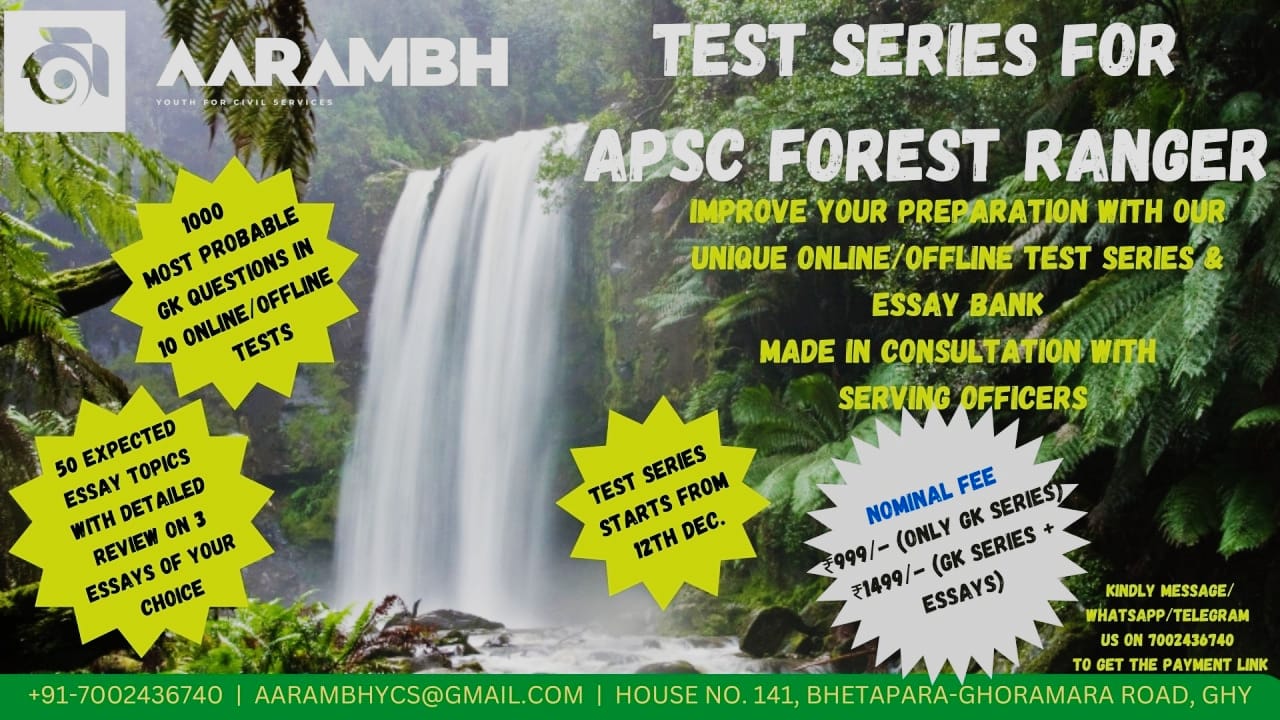 AARAMBH
YOUTH FOR CIVIL SERVICES
TEST SERIES FOR
APSC FOREST RANGER
IMPROVE YOUR PREPARATION WITH OUR
UNIQUE ONLINE/OFFLINE TEST SERIES &
ESSAY BANK
MADE IN CONSULTATION WITH
SERVING OFFICERS
1000
MOST PROBABLE
GK QUESTIONS IN
10 ONLINE/OFFLINE
TESTS
50 EXPECTED
ESSAY TOPICS
WITH DETAILED
REVIEW ON 3
ESSAYS OF YOUR
CHOICE
TEST SERIES
STARTS FROM
12TH DEC.
NOMINAL FEE
₹999/- (ONLY GK SERIES)
₹1499/- (GK SERIES +
ESSAYS)
KINDLY MESSAGE/
WHATSAPP/TELEGRAM
US ON 7002436740
TO GET THE PAYMENT LINK
+91-7002436740 | AARAMBHYCS@GMAIL.COM | HOUSE NO. 141, BHETAPARA-GHORAMARA ROAD, GHY